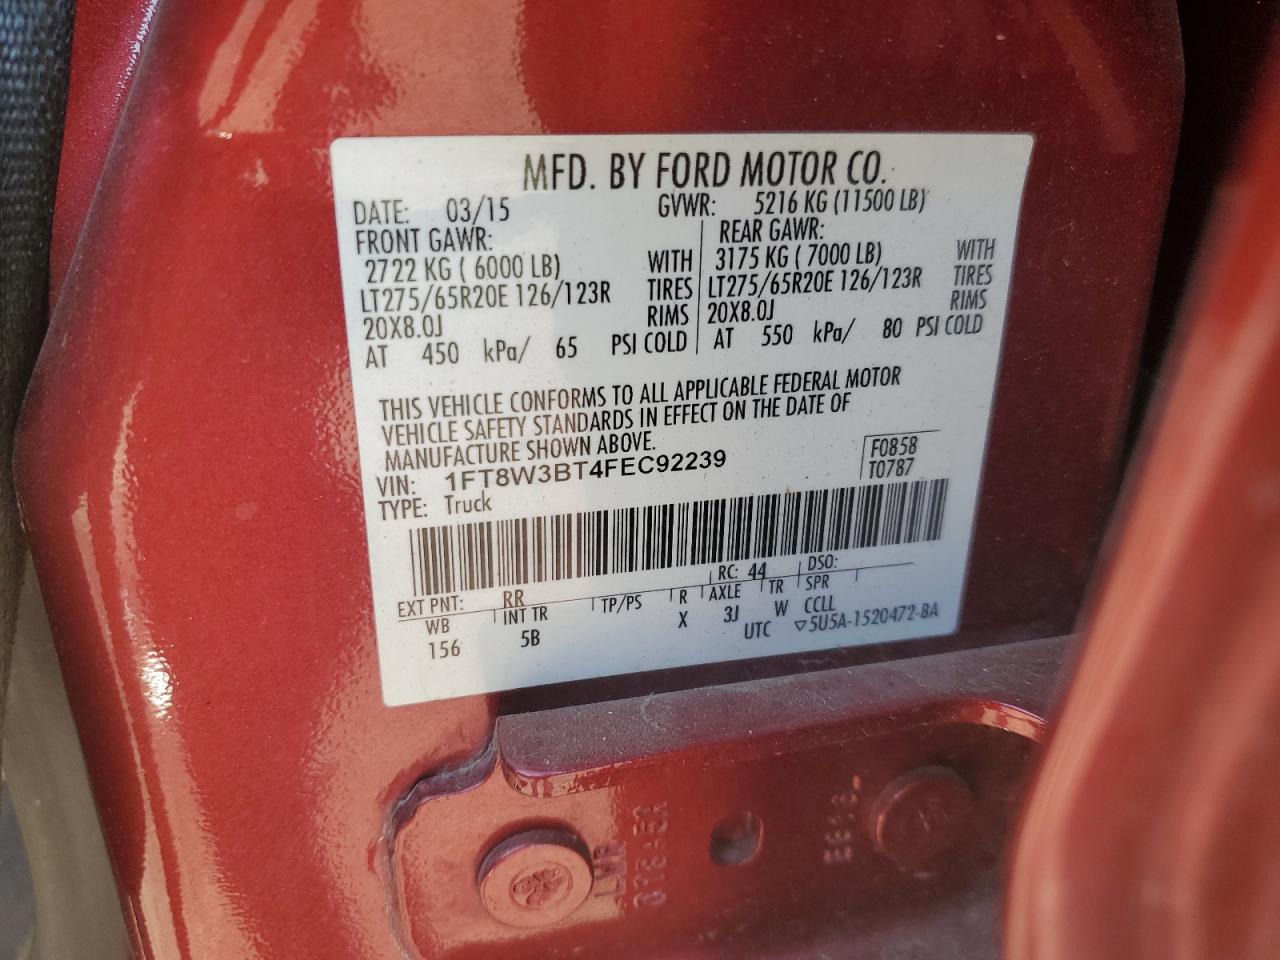 MFD. BY FORD MOTOR CO.
DATE: 03/15 GVWR: 5216 KG (11500 LB)
FRONT GAWR: REAR GAWR:
2722 KG ( 6000 LB) WITH 3175 KG ( 7000 LB) WITH
LT275/65R20E 126/123R TIRES LT275/65R20E 126/123R TIRES
20X8.0J RIMS 20X8.0J RIMS
AT 450 kPa/ 65 PSI COLD AT 550 kPa/ 80 PSI COLD
THIS VEHICLE CONFORMS TO ALL APPLICABLE FEDERAL MOTOR
VEHICLE SAFETY STANDARDS IN EFFECT ON THE DATE OF
MANUFACTURE SHOWN ABOVE.
VIN: 1FT8W3BT4FEC92239 F0858
TYPE: Truck T0787
EXT PNT: RR RC: 44 DSO:
WB INT TR TP/PS R AXLE TR SPR
156 5B X 3J W CCLL
UTC ▽5U5A-1520472-BA